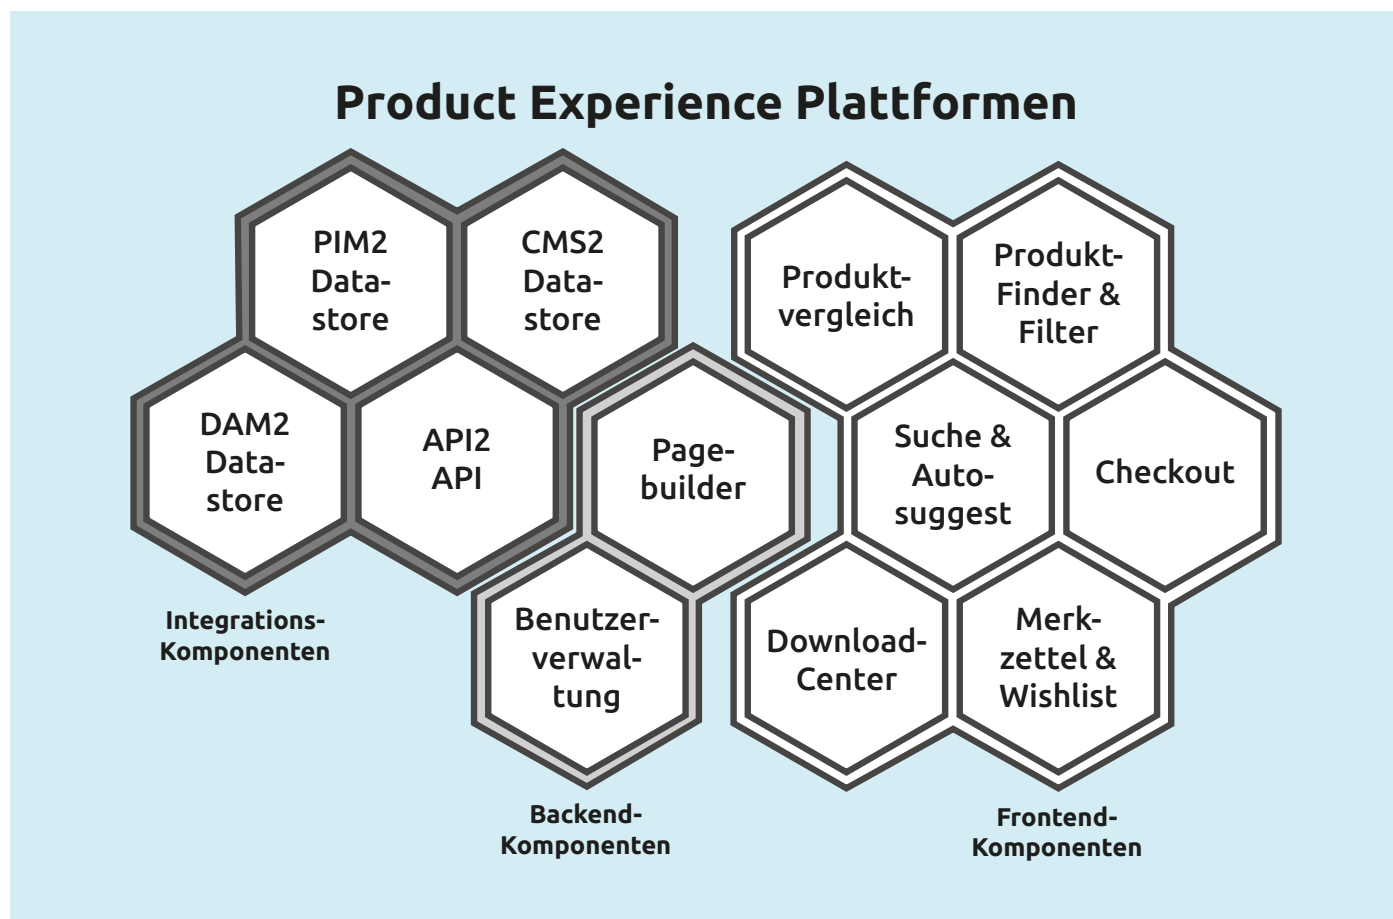 Product Experience Plattformen
PIM2
Data-
store
CMS2
Data-
store
DAM2
Data-
store
API2
API
Integrations-
Komponenten
Page-
builder
Benutzer-
verwal-
tung
Backend-
Komponenten
Produkt-
vergleich
Produkt-
Finder &
Filter
Suche &
Auto-
suggest
Checkout
Download-
Center
Merk-
zettel &
Wishlist
Frontend-
Komponenten